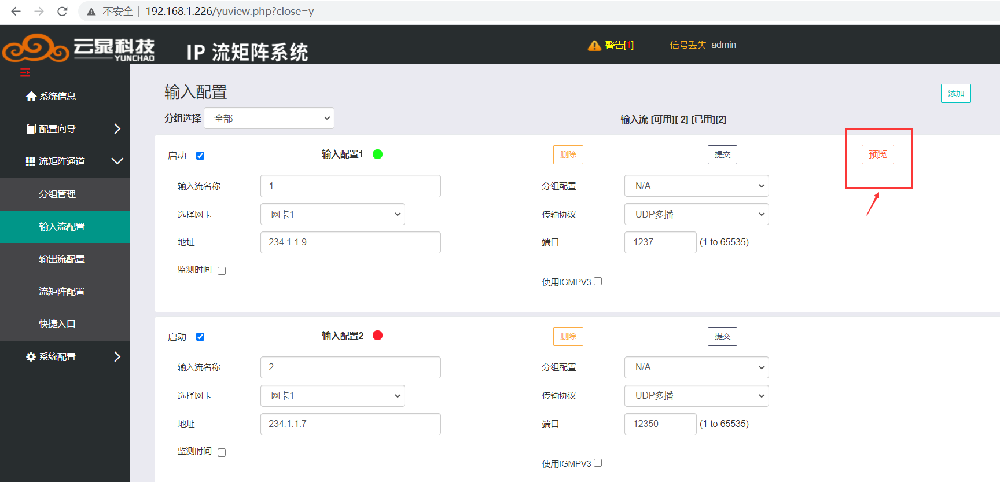 不安全 | 192.168.1.226/yuview.php?close=y
云晁科技 YUNCHAO IP 流矩阵系统 警告[1] 信号丢失 admin
系统信息
配置向导
流矩阵通道
分组管理
输入流配置
输出流配置
流矩阵配置
快捷入口
系统配置
输入配置 添加
分组选择 全部 输入流 [可用][ 2] [已用][2]
启动 输入配置1 删除 提交 预览
输入流名称 1 分组配置 N/A
选择网卡 网卡1 传输协议 UDP多播
地址 234.1.1.9 端口 1237 (1 to 65535)
监测时间
使用IGMPV3
启动 输入配置2 删除 提交
输入流名称 2 分组配置 N/A
选择网卡 网卡1 传输协议 UDP多播
地址 234.1.1.7 端口 12350 (1 to 65535)
监测时间
使用IGMPV3